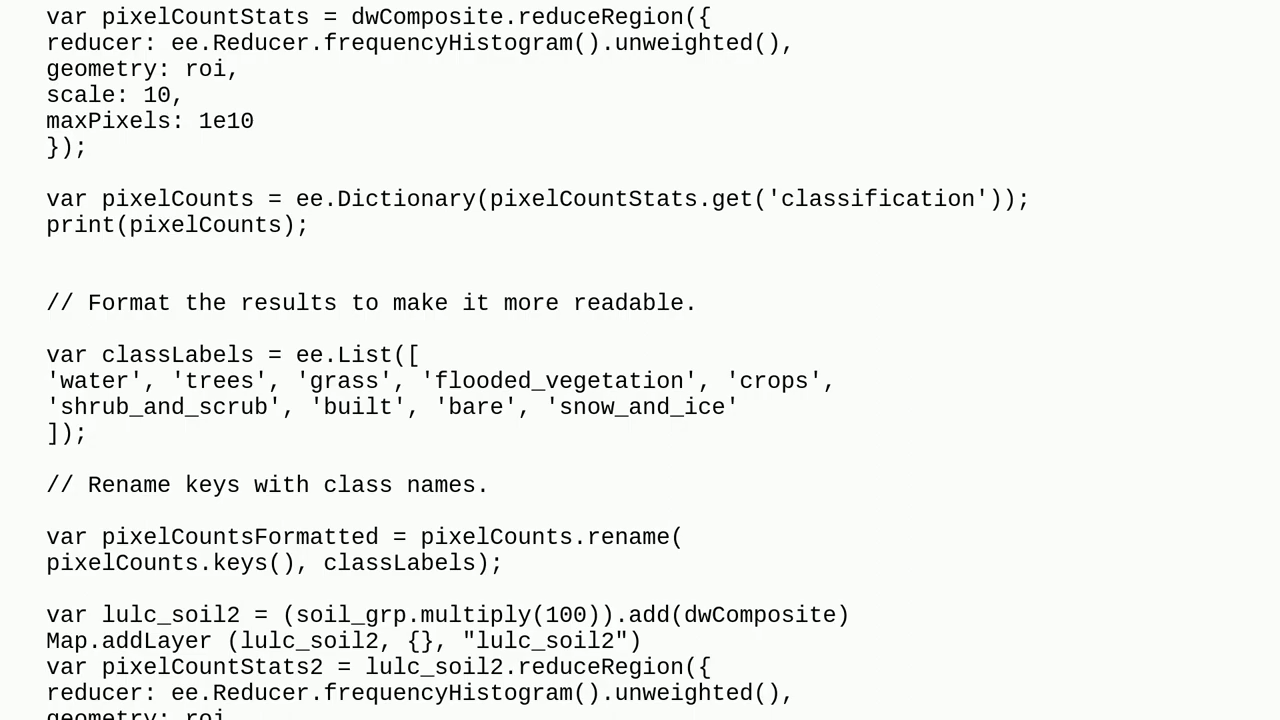 var pixelCountStats = dwComposite.reduceRegion({
reducer: ee.Reducer.frequencyHistogram().unweighted(),
geometry: roi,
scale: 10,
maxPixels: 1e10
});
var pixelCounts = ee.Dictionary(pixelCountStats.get('classification'));
print(pixelCounts);
// Format the results to make it more readable.
var classLabels = ee.List([
'water', 'trees', 'grass', 'flooded_vegetation', 'crops',
'shrub_and_scrub', 'built', 'bare', 'snow_and_ice'
]);
// Rename keys with class names.
var pixelCountsFormatted = pixelCounts.rename(
pixelCounts.keys(), classLabels);
var lulc_soil2 = (soil_grp.multiply(100)).add(dwComposite)
Map.addLayer (lulc_soil2, {}, "lulc_soil2")
var pixelCountStats2 = lulc_soil2.reduceRegion({
reducer: ee.Reducer.frequencyHistogram().unweighted(),
geometry: roi,